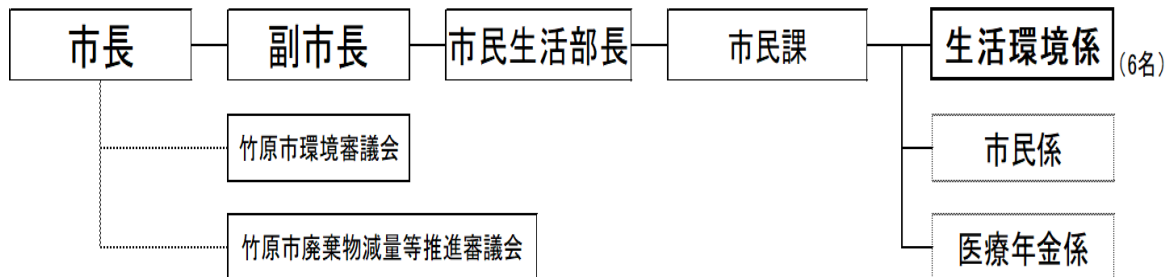 市長
副市長
市民生活部長
市民課
生活環境係
(6名)
竹原市環境審議会
市民係
竹原市廃棄物減量等推進審議会
医療年金係